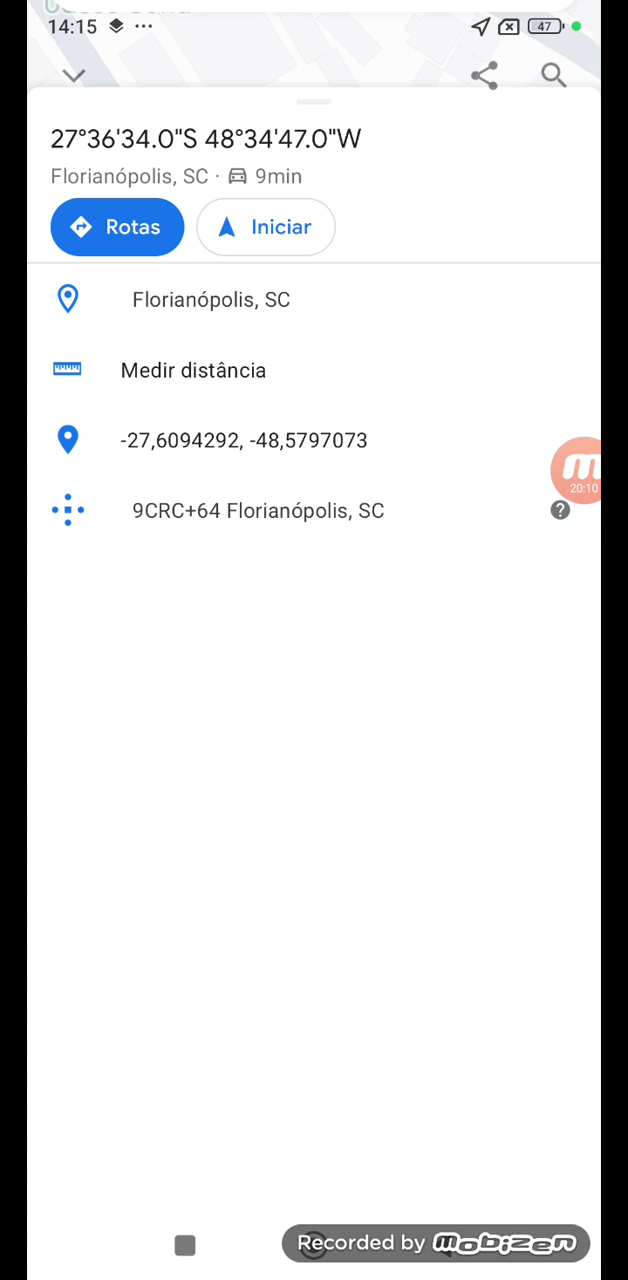 14:15
47
27°36'34.0"S 48°34'47.0"W
Florianópolis, SC · 9min
Rotas
Iniciar
Florianópolis, SC
Medir distância
-27,6094292, -48,5797073
20:10
9CRC+64 Florianópolis, SC
?
Recorded by mobizen